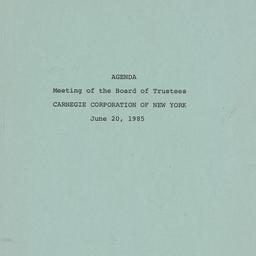 AGENDA
Meeting of the Board of Trustees
CARNEGIE CORPORATION OF NEW YORK
June 20, 1985